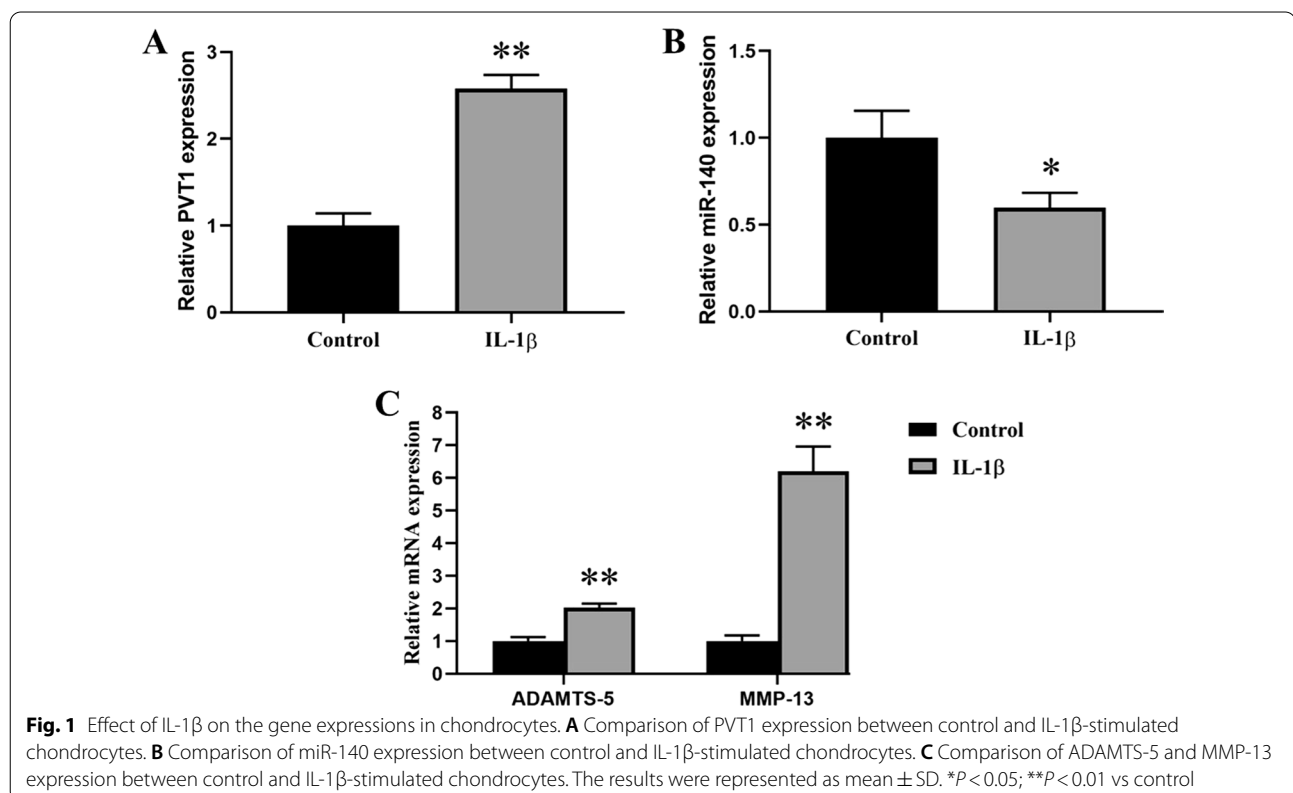 A
Relative PVT1 expression
3
2
1
0
**
Control
IL-1β
B
Relative miR-140 expression
1.5
1.0
0.5
0.0
*
Control
IL-1β
C
Relative mRNA expression
8
7
6
5
4
3
2
1
0
**
**
ADAMTS-5
MMP-13
Control
IL-1β
Fig. 1 Effect of IL-1β on the gene expressions in chondrocytes. A Comparison of PVT1 expression between control and IL-1β-stimulated
chondrocytes. B Comparison of miR-140 expression between control and IL-1β-stimulated chondrocytes. C Comparison of ADAMTS-5 and MMP-13
expression between control and IL-1β-stimulated chondrocytes. The results were represented as mean ± SD. *P < 0.05; **P < 0.01 vs control